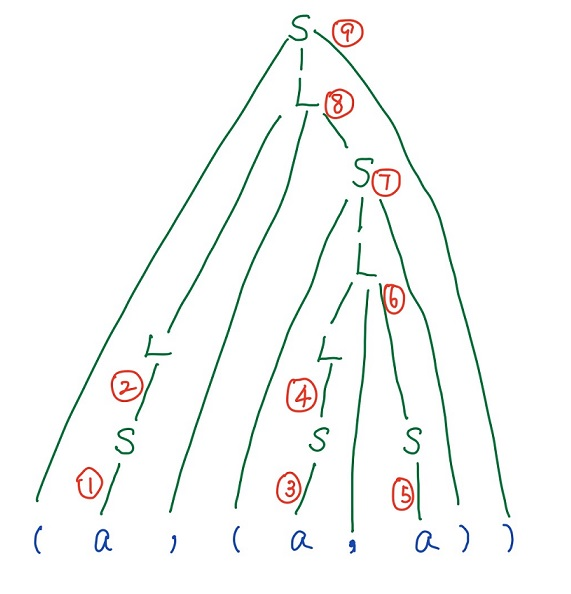 S ⑨
L ⑧
S ⑦
L
⑥
L L
② ④
S S S
① ③ ⑤
( a , ( a , a ) )